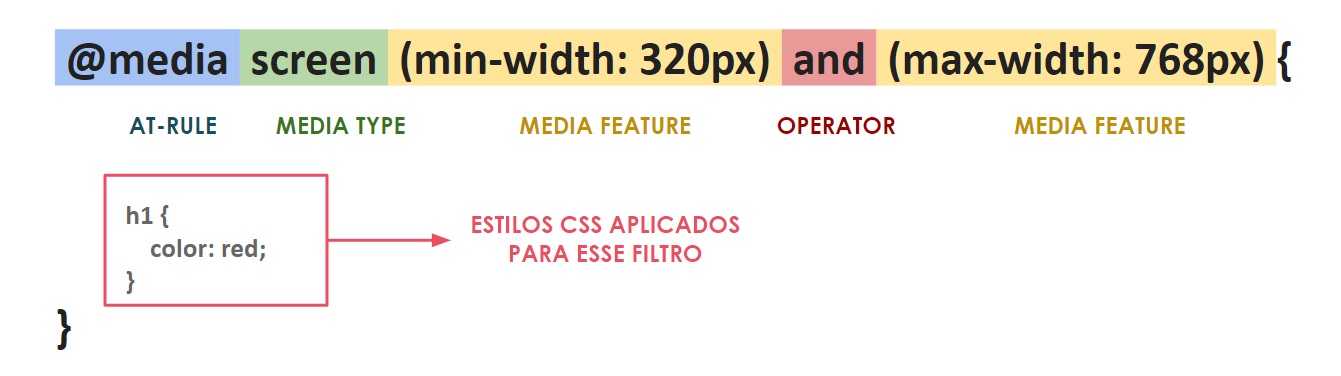 @media screen (min-width: 320px) and (max-width: 768px) {
AT-RULE MEDIA TYPE MEDIA FEATURE OPERATOR MEDIA FEATURE
h1 {
color: red;
}
ESTILOS CSS APLICADOS
PARA ESSE FILTRO
}